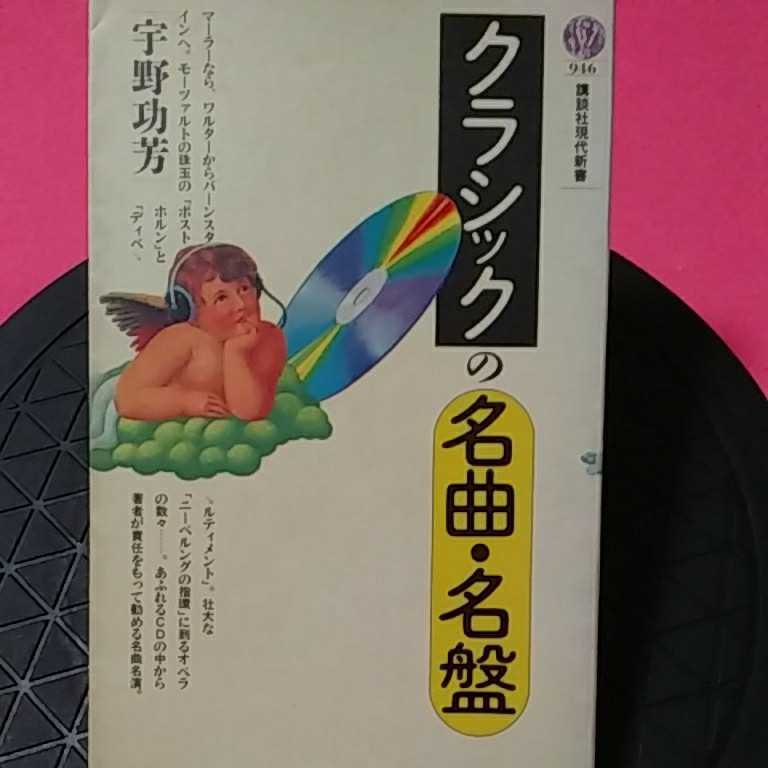 946
講談社現代新書
クラシックの名曲・名盤
マーラーなら、ワルターからバーンスタ
インへ。モーツァルトの珠玉の「ポスト
ホルン」と
『ディベ
宇野功芳
ルティメント』。壮大な
「ニーベルングの指環」に到るオペラ
の数々……。あふれるCDの中から
著者が責任をもって勧める名曲名演。